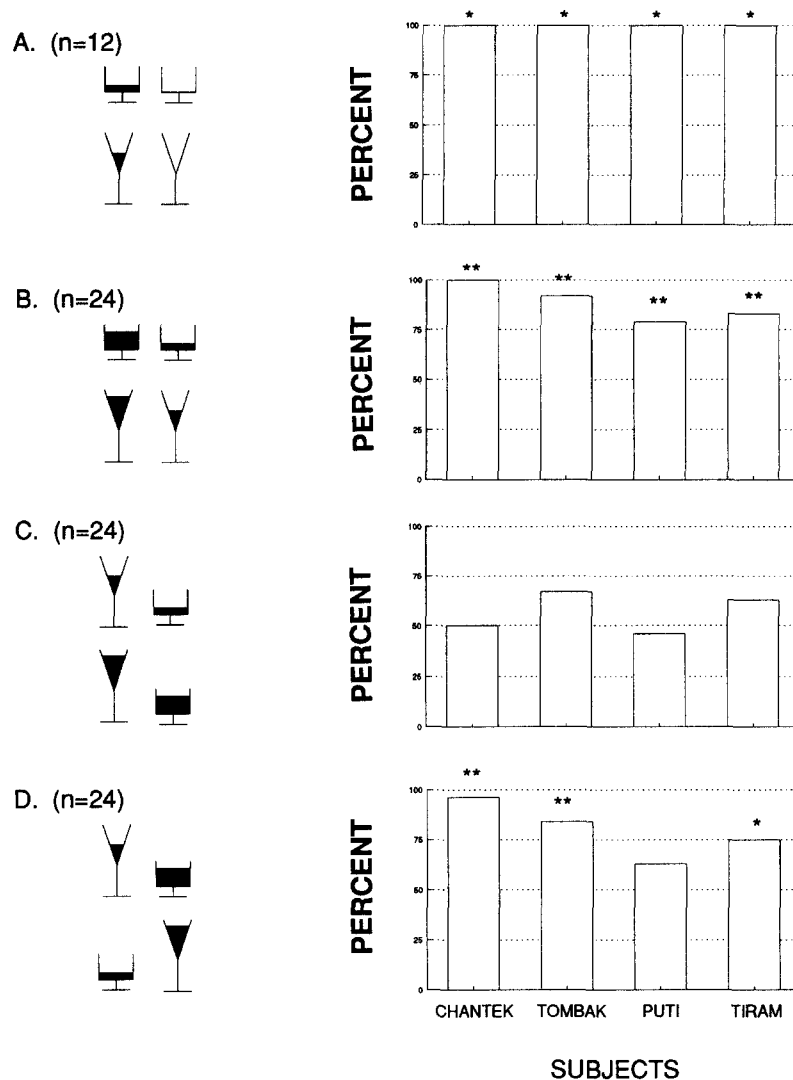 A. (n=12)
PERCENT
100
75
50
25
0
* * * *
B. (n=24)
PERCENT
100
75
50
25
0
** ** ** **
C. (n=24)
PERCENT
100
75
50
25
0
D. (n=24)
PERCENT
100
75
50
25
0
** ** *
CHANTEK TOMBAK PUTI TIRAM
SUBJECTS